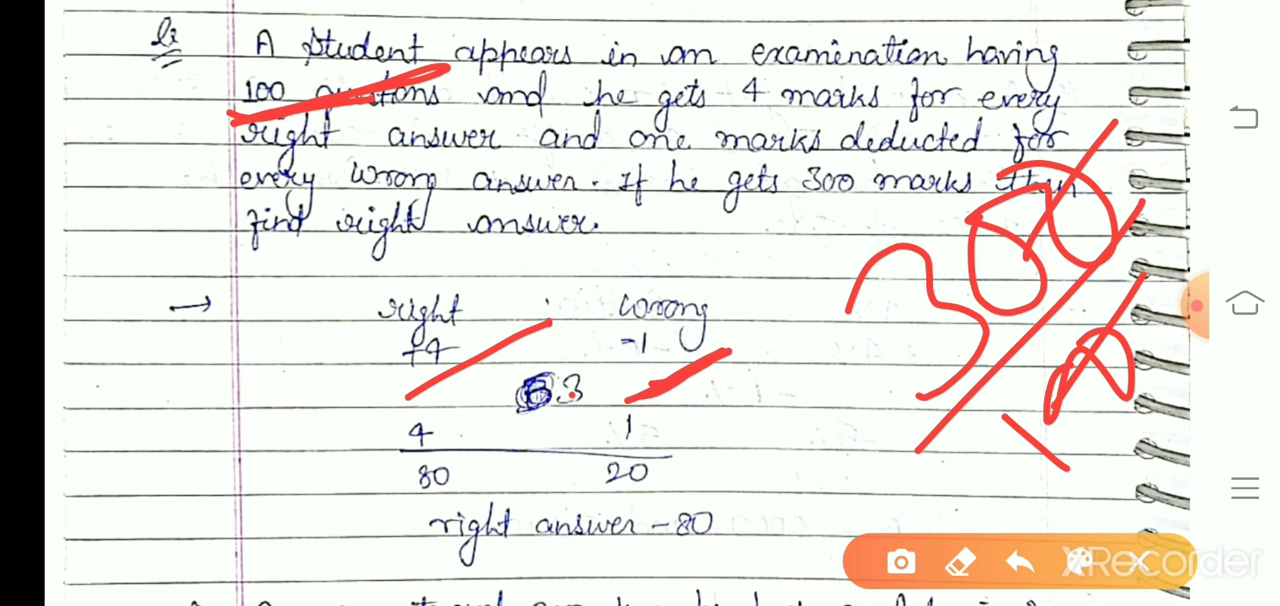 Q:
A student appears in an examination having
100 questions and he gets 4 marks for every
right answer and one marks deducted for
every wrong answer. If he gets 300 marks then
find right answer.
300/100
→ right : wrong
+4 -1
3
4 1
80 20
right answer - 80
XRecorder